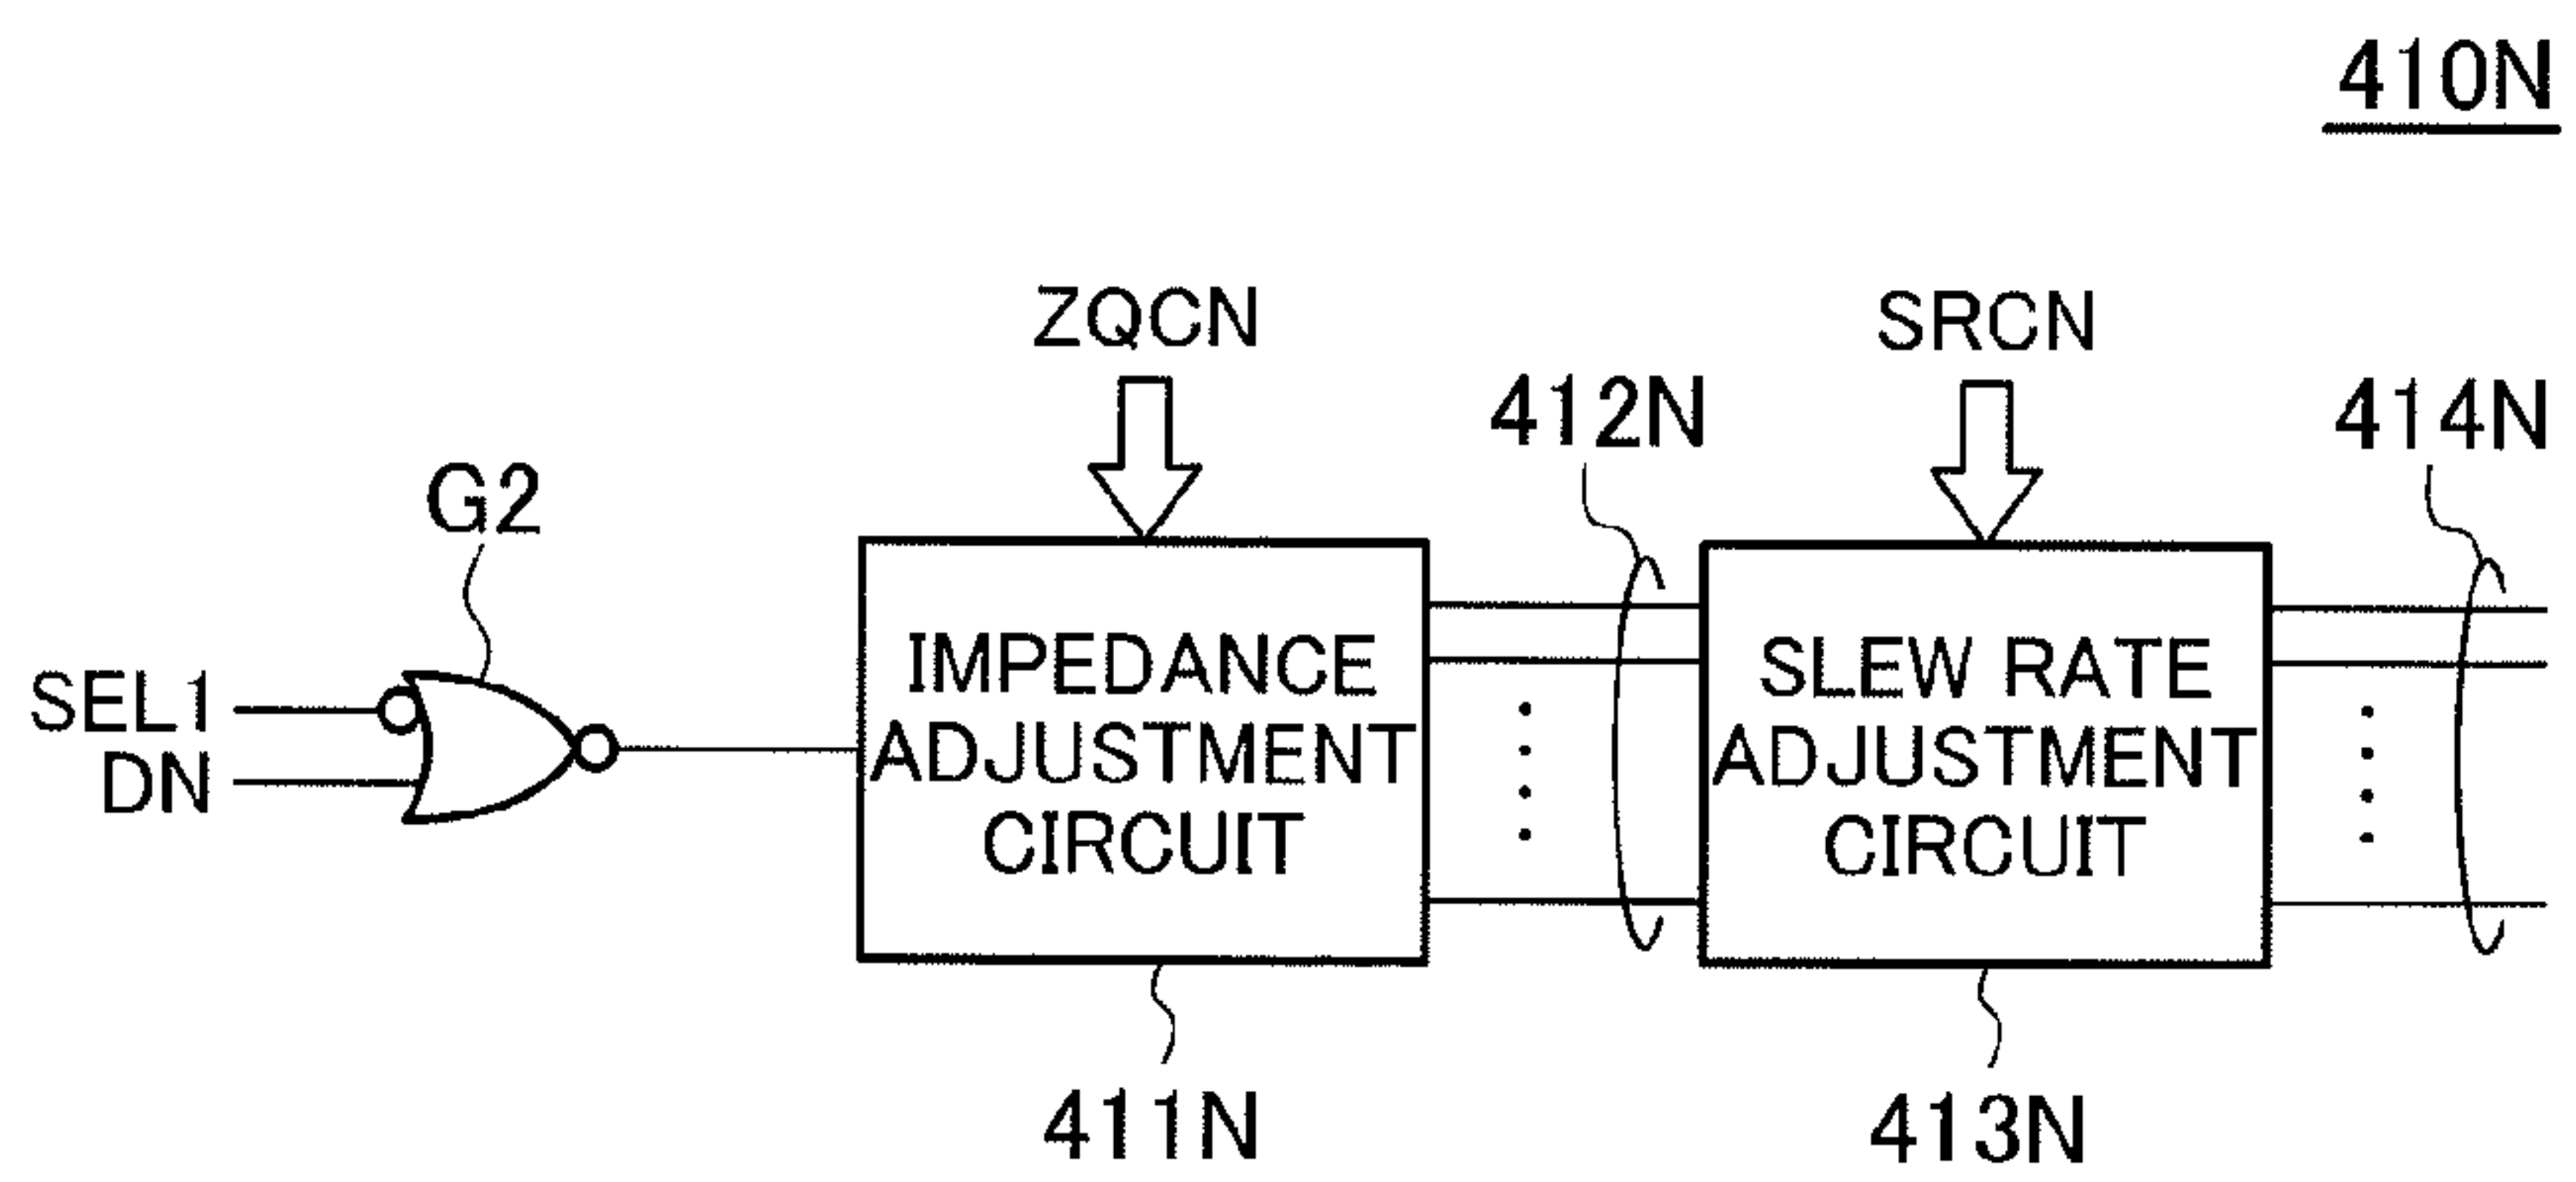 410N
ZQCN
SRCN
412N
414N
G2
SEL1
DN
IMPEDANCE
ADJUSTMENT
CIRCUIT
SLEW RATE
ADJUSTMENT
CIRCUIT
411N
413N